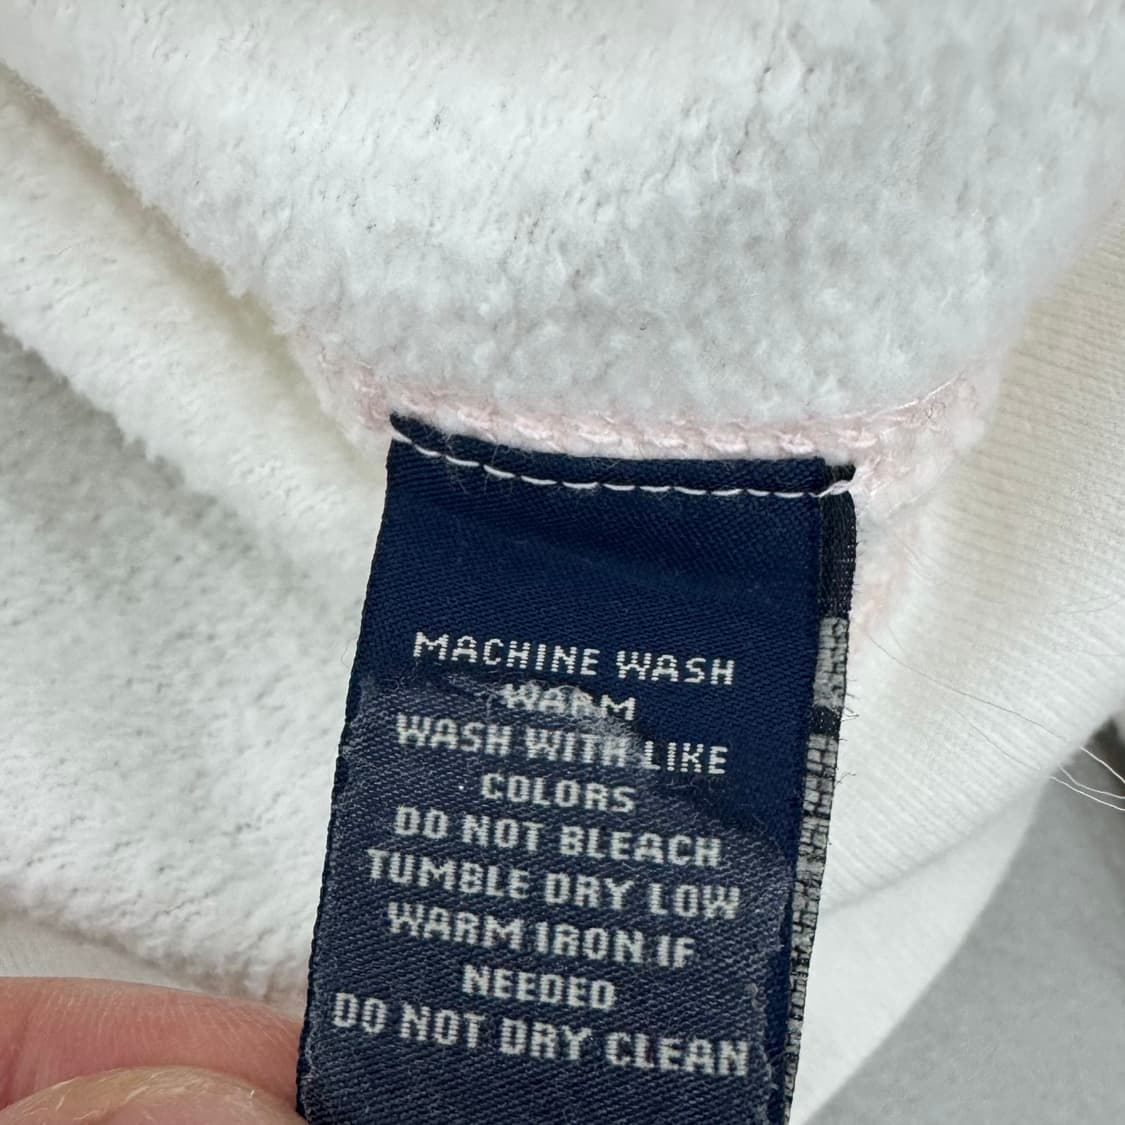 MACHINE WASH
WARM
WASH WITH LIKE
COLORS
DO NOT BLEACH
TUMBLE DRY LOW
WARM IRON IF
NEEDED
DO NOT DRY CLEAN